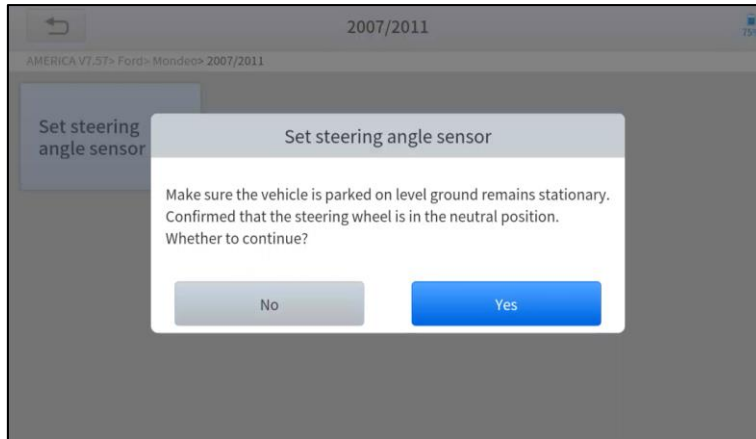 2007/2011
75%
AMERICA V7.57> Ford> Mondeo> 2007/2011
Set steering
angle sensor
Set steering angle sensor
Make sure the vehicle is parked on level ground remains stationary.
Confirmed that the steering wheel is in the neutral position.
Whether to continue?
No
Yes